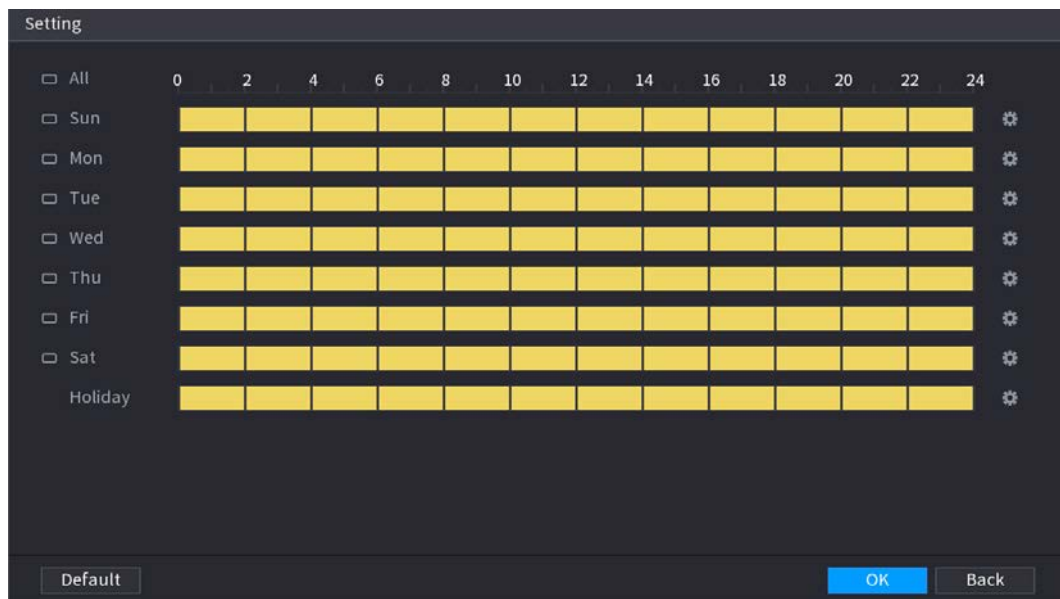 Setting
All 0 2 4 6 8 10 12 14 16 18 20 22 24
Sun
Mon
Tue
Wed
Thu
Fri
Sat
Holiday
Default OK Back